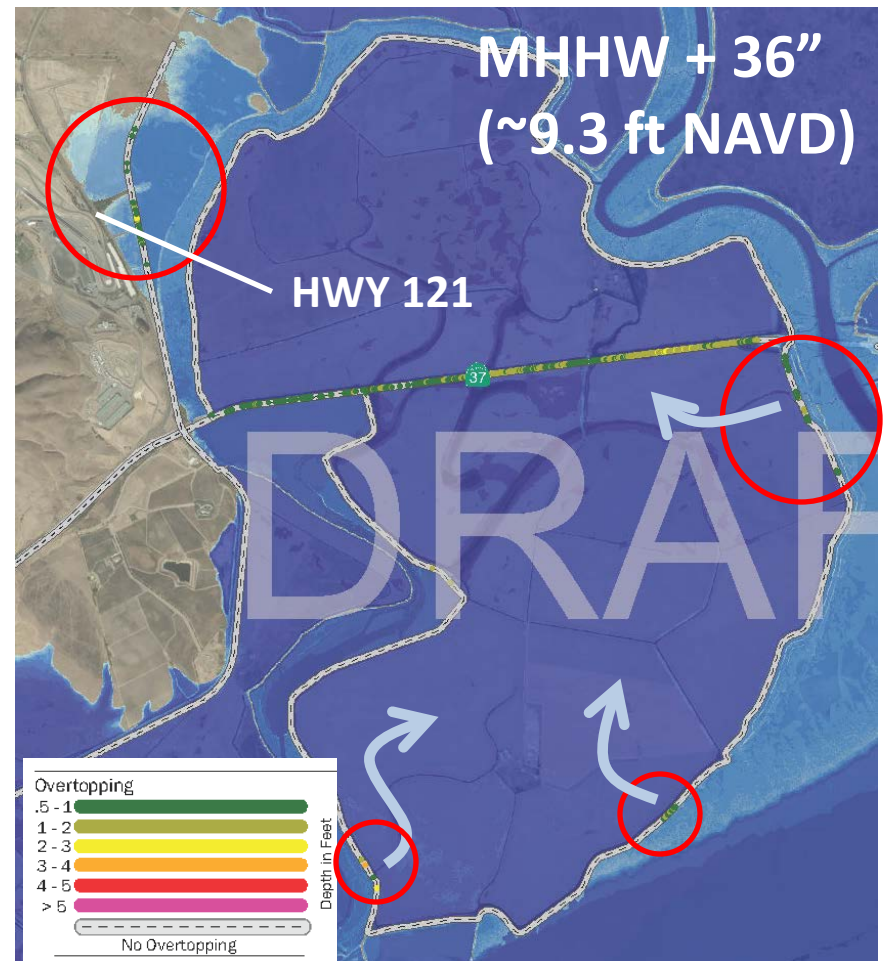 MHHW + 36”
(~9.3 ft NAVD)
HWY 121
37
DRAF
Overtopping
.5 - 1
1 - 2
2 - 3
3 - 4
4 - 5
> 5
Depth in Feet
No Overtopping